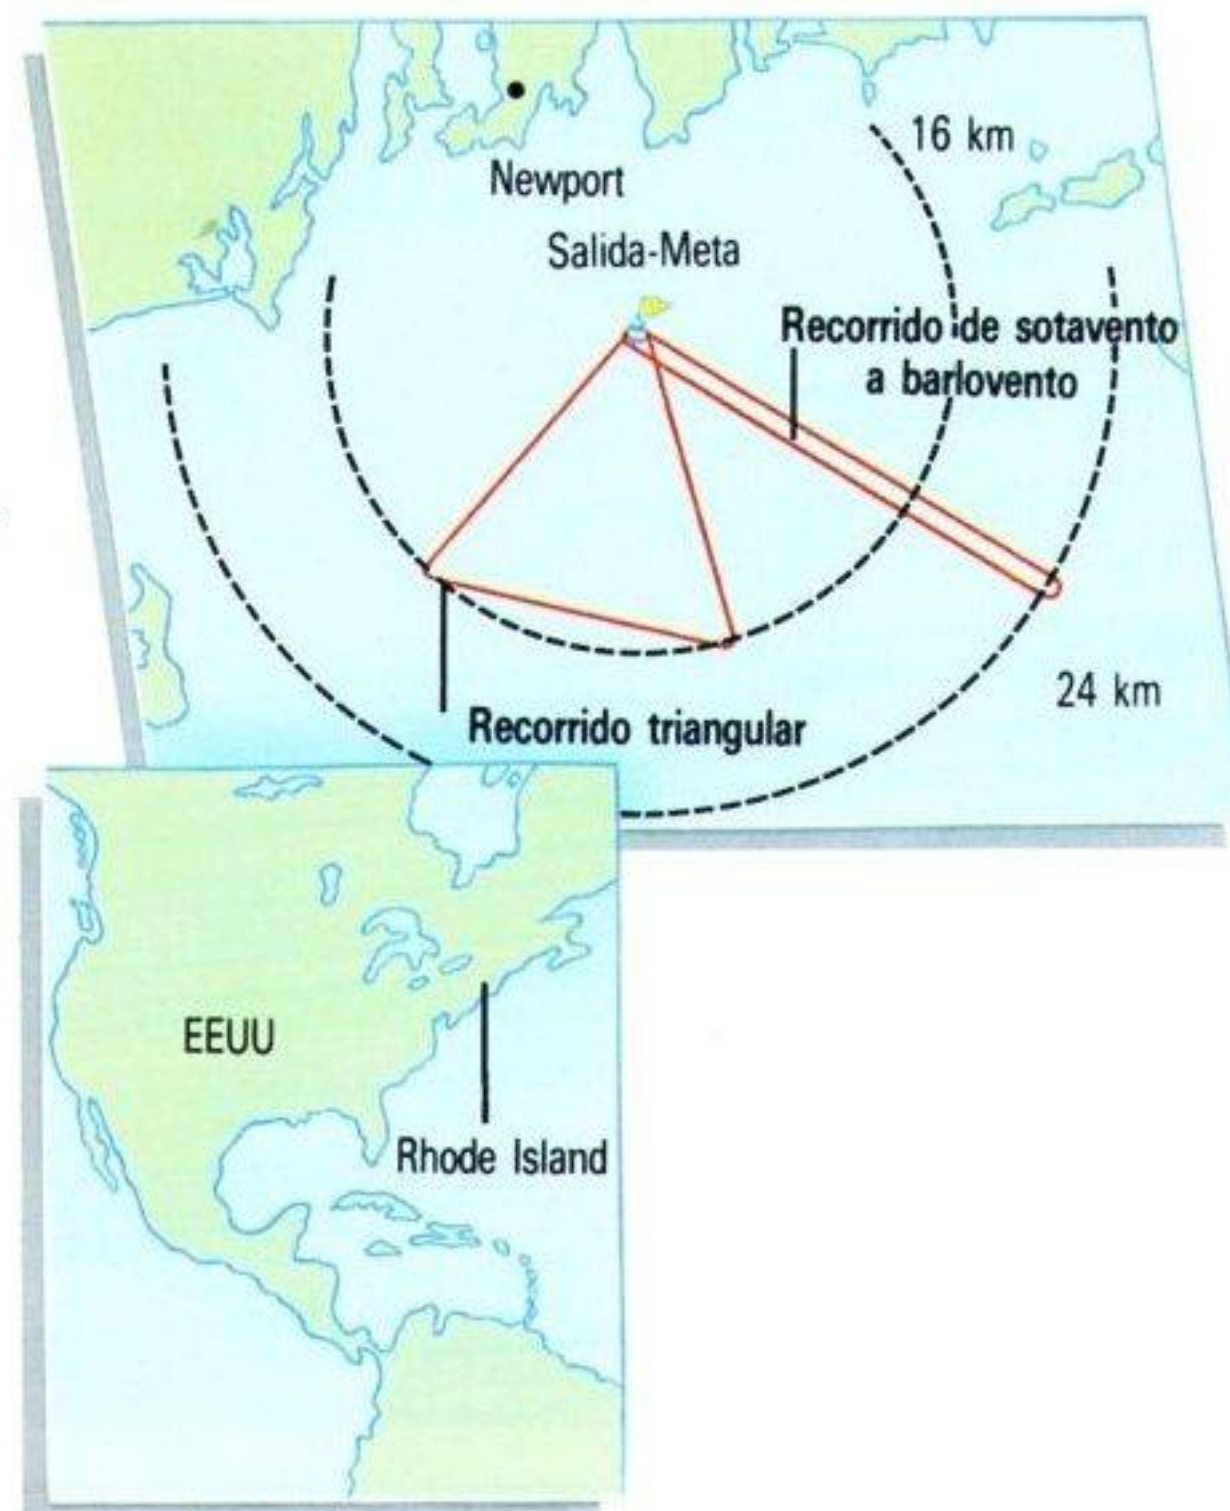 16 km
Newport
Salida-Meta
Recorrido de sotavento
a barlovento
24 km
Recorrido triangular
EEUU
Rhode Island